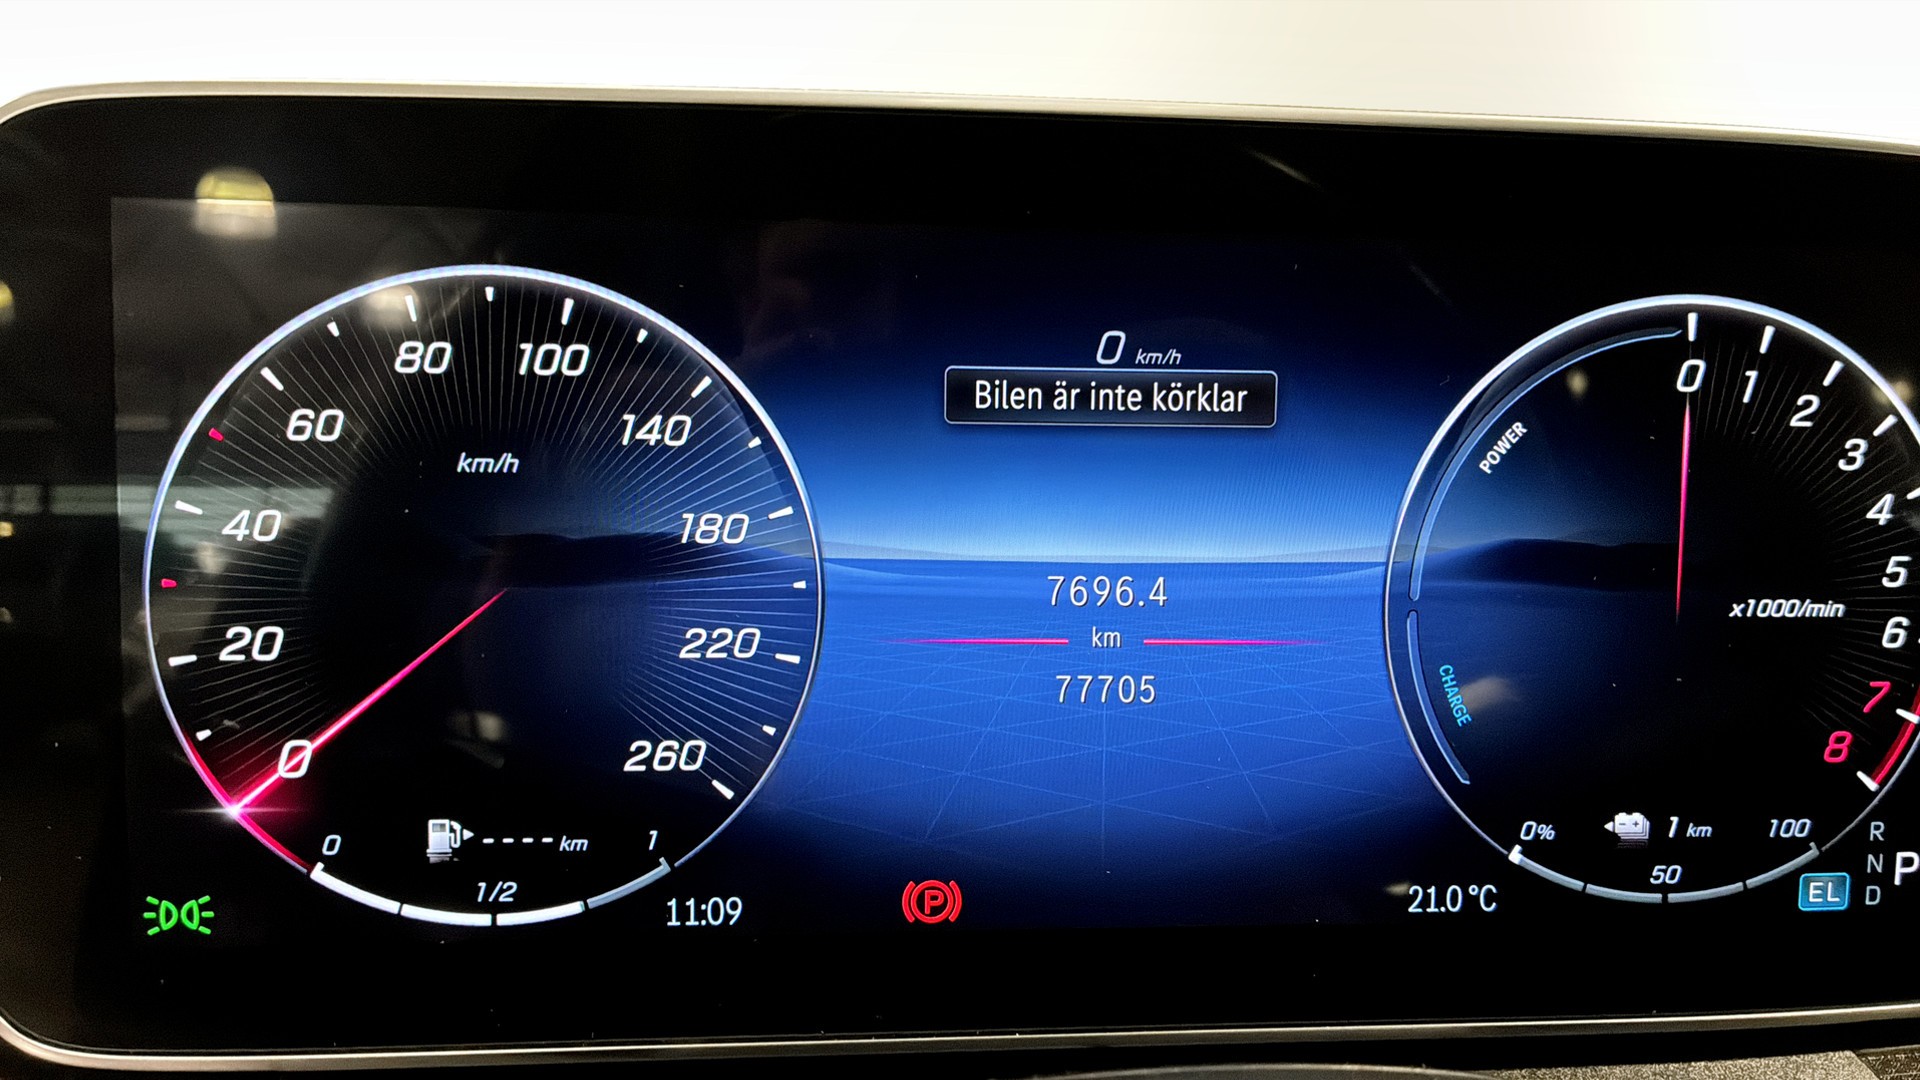 0 km/h
Bilen är inte körklar
0
20
40
60
80
100
140
180
220
260
km/h
7696.4
km
77705
POWER
CHARGE
0
1
2
3
4
5
6
7
8
x1000/min
0
1/2
1
---- km
11:09
P
21.0°C
0%
50
100
1 km
EL
R
N
D
P